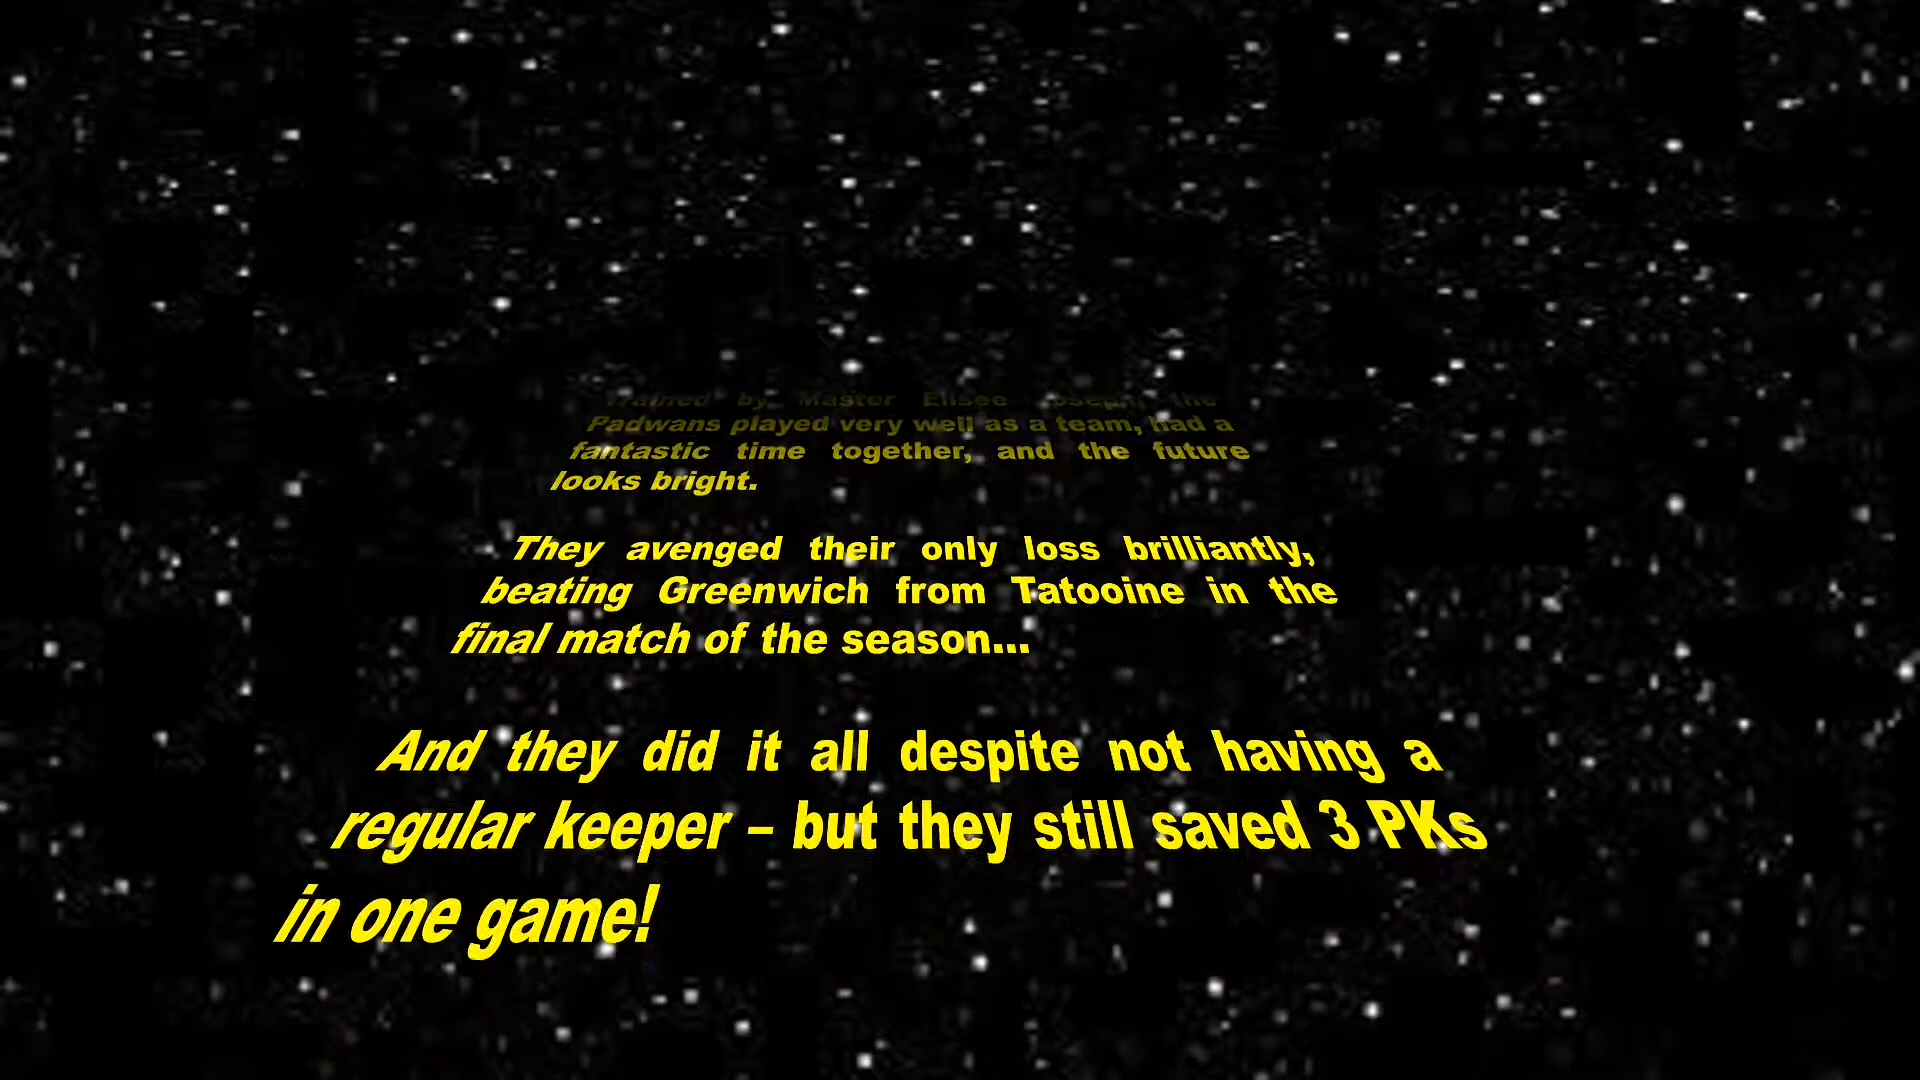 trained by Master Elisee Joseph, the
Padwans played very well as a team, had a
fantastic time together, and the future
looks bright.
They avenged their only loss brilliantly,
beating Greenwich from Tatooine in the
final match of the season...
And they did it all despite not having a
regular keeper – but they still saved 3 PKs
in one game!